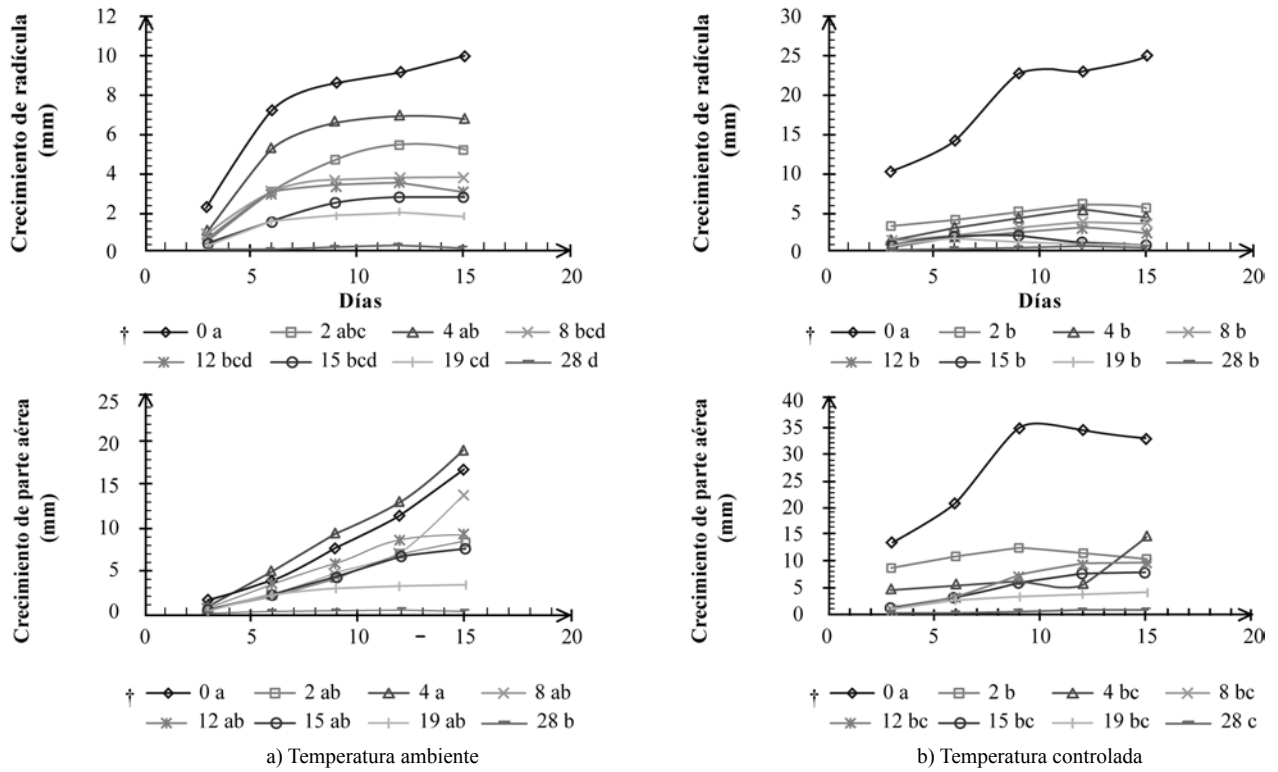 Crecimiento de radícula
(mm)
12
10
8
6
4
2
0
0
5
10
15
20
Días
† 0 a 2 abc 4 ab 8 bcd
12 bcd 15 bcd 19 cd 28 d
Crecimiento de radícula
(mm)
30
25
20
15
10
5
0
0
5
10
15
20
Días
† 0 a 2 b 4 b 8 b
12 b 15 b 19 b 28 b
Crecimiento de parte aérea
(mm)
25
20
15
10
5
0
0
5
10
15
20
† 0 a 2 ab 4 a 8 ab
12 ab 15 ab 19 ab 28 b
a) Temperatura ambiente
Crecimiento de parte aérea
(mm)
40
35
30
25
20
15
10
5
0
0
5
10
15
20
† 0 a 2 b 4 bc 8 bc
12 bc 15 bc 19 bc 28 c
b) Temperatura controlada